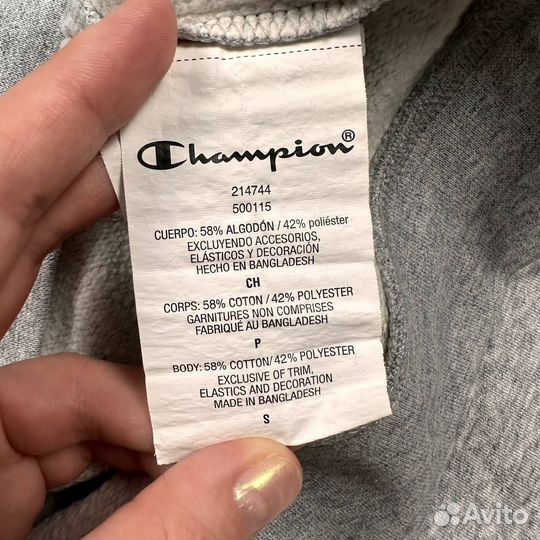 Champion®
214744
500115
CUERPO: 58% ALGODÓN / 42% poliéster
EXCLUYENDO ACCESORIOS,
ELÁSTICOS Y DECORACIÓN
HECHO EN BANGLADESH
CH
CORPS: 58% COTON / 42% POLYESTER
GARNITURES NON COMPRISES
FABRIQUÉ AU BANGLADESH
P
BODY: 58% COTTON/ 42% POLYESTER
EXCLUSIVE OF TRIM,
ELASTICS AND DECORATION
MADE IN BANGLADESH
S
Avito